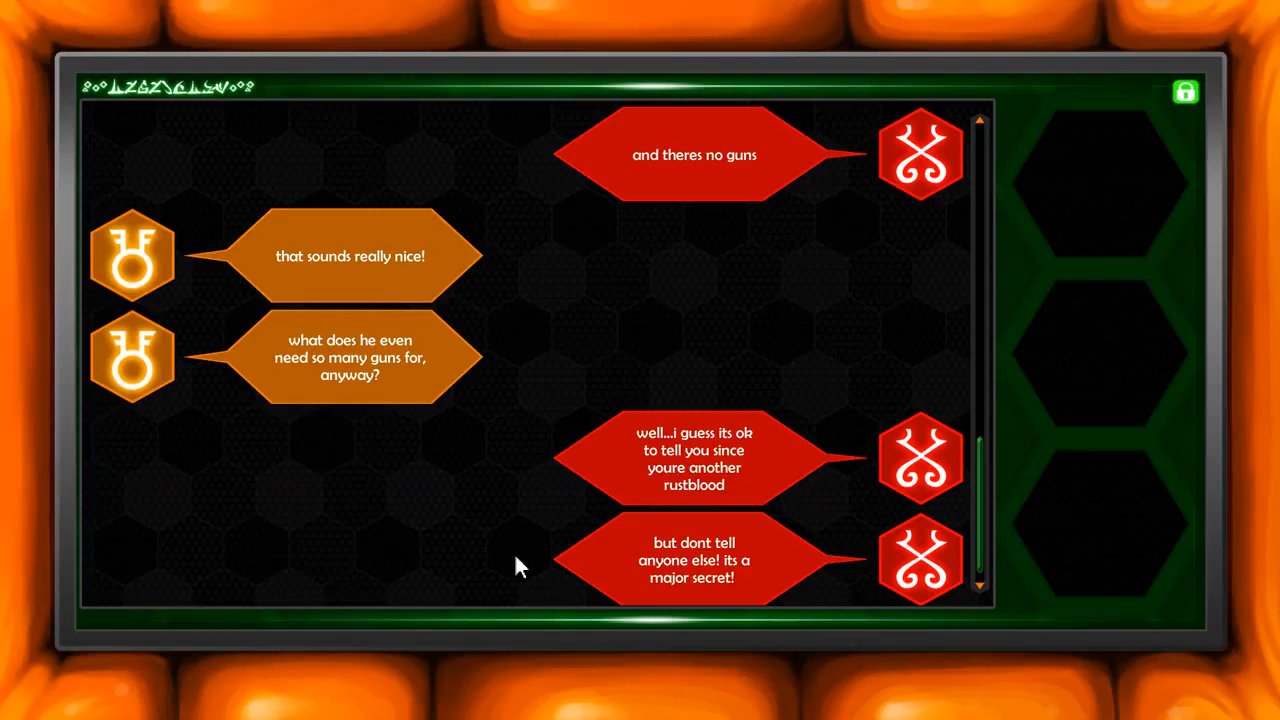 and theres no guns
that sounds really nice!
what does he even
need so many guns for,
anyway?
well...i guess its ok
to tell you since
youre another
rustblood
but dont tell
anyone else! its a
major secret!